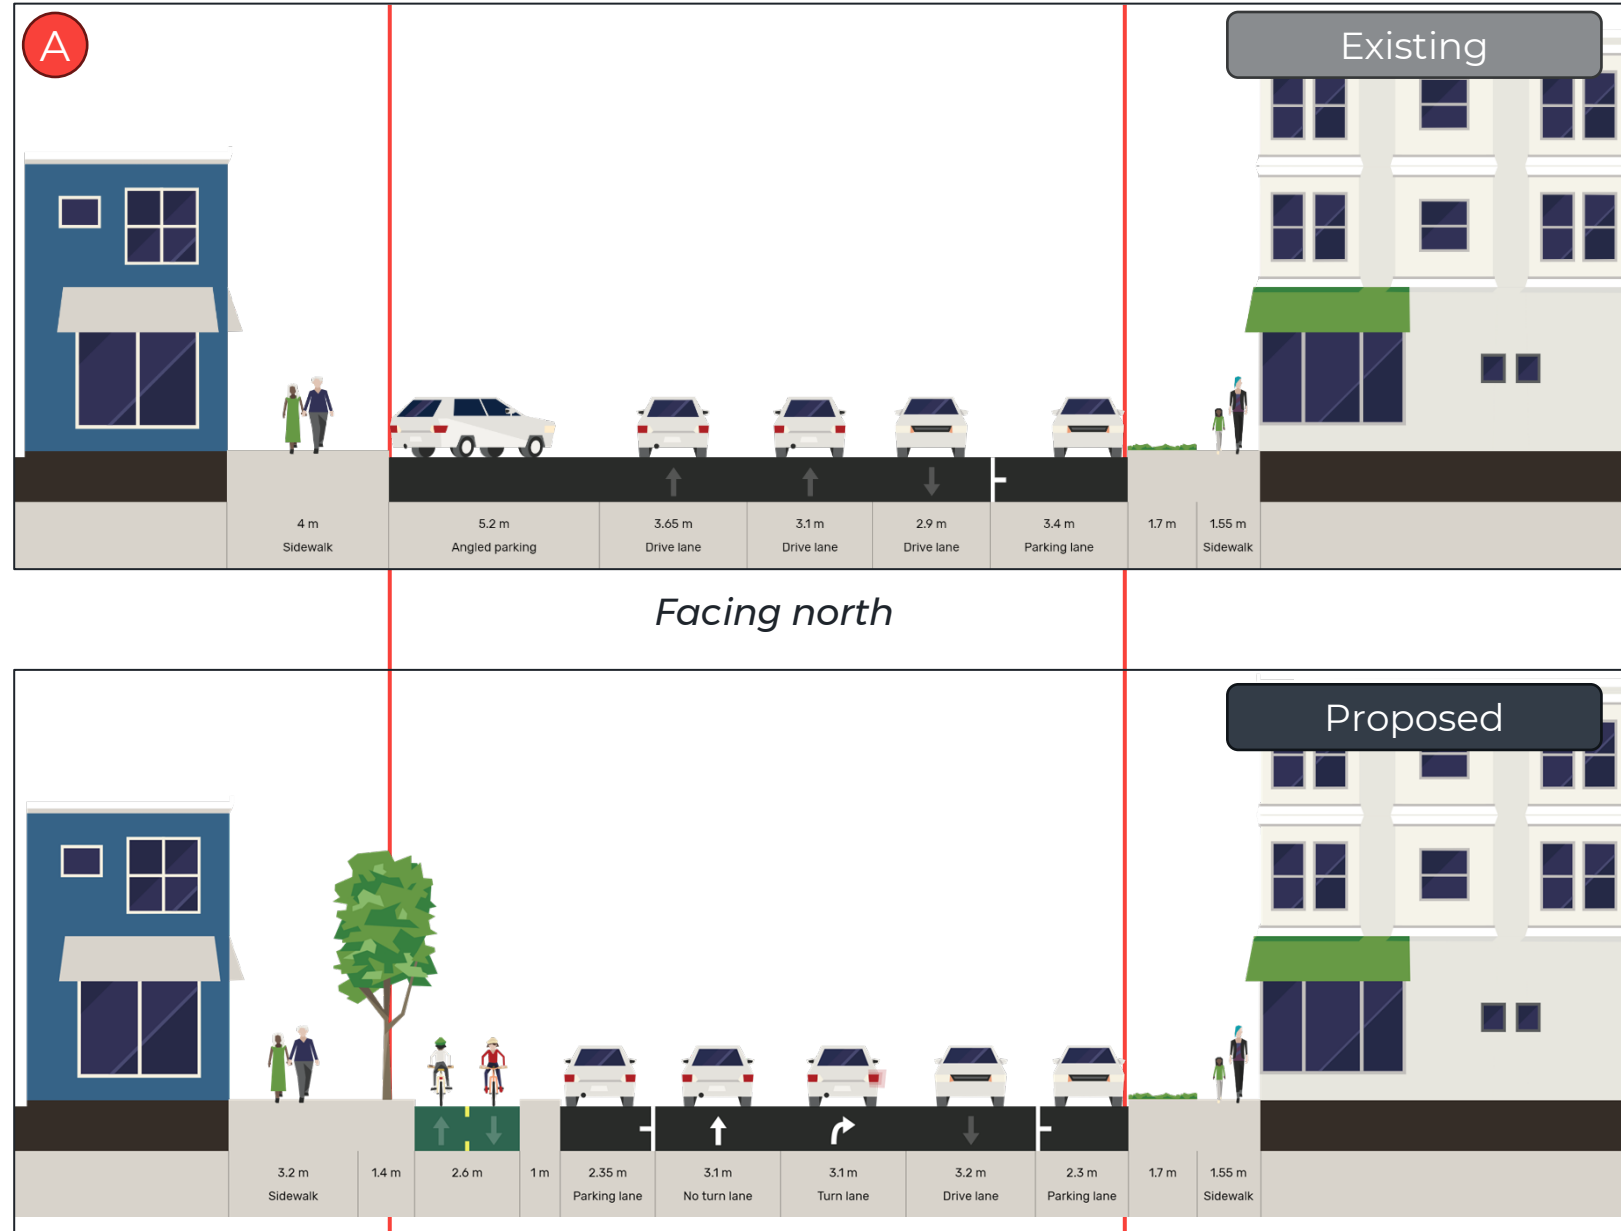 A
Existing
4 m
Sidewalk
5.2 m
Angled parking
3.65 m
Drive lane
3.1 m
Drive lane
2.9 m
Drive lane
3.4 m
Parking lane
1.7 m
1.55 m
Sidewalk
Facing north
Proposed
3.2 m
Sidewalk
1.4 m
2.6 m
1 m
2.35 m
Parking lane
3.1 m
No turn lane
3.1 m
Turn lane
3.2 m
Drive lane
2.3 m
Parking lane
1.7 m
1.55 m
Sidewalk